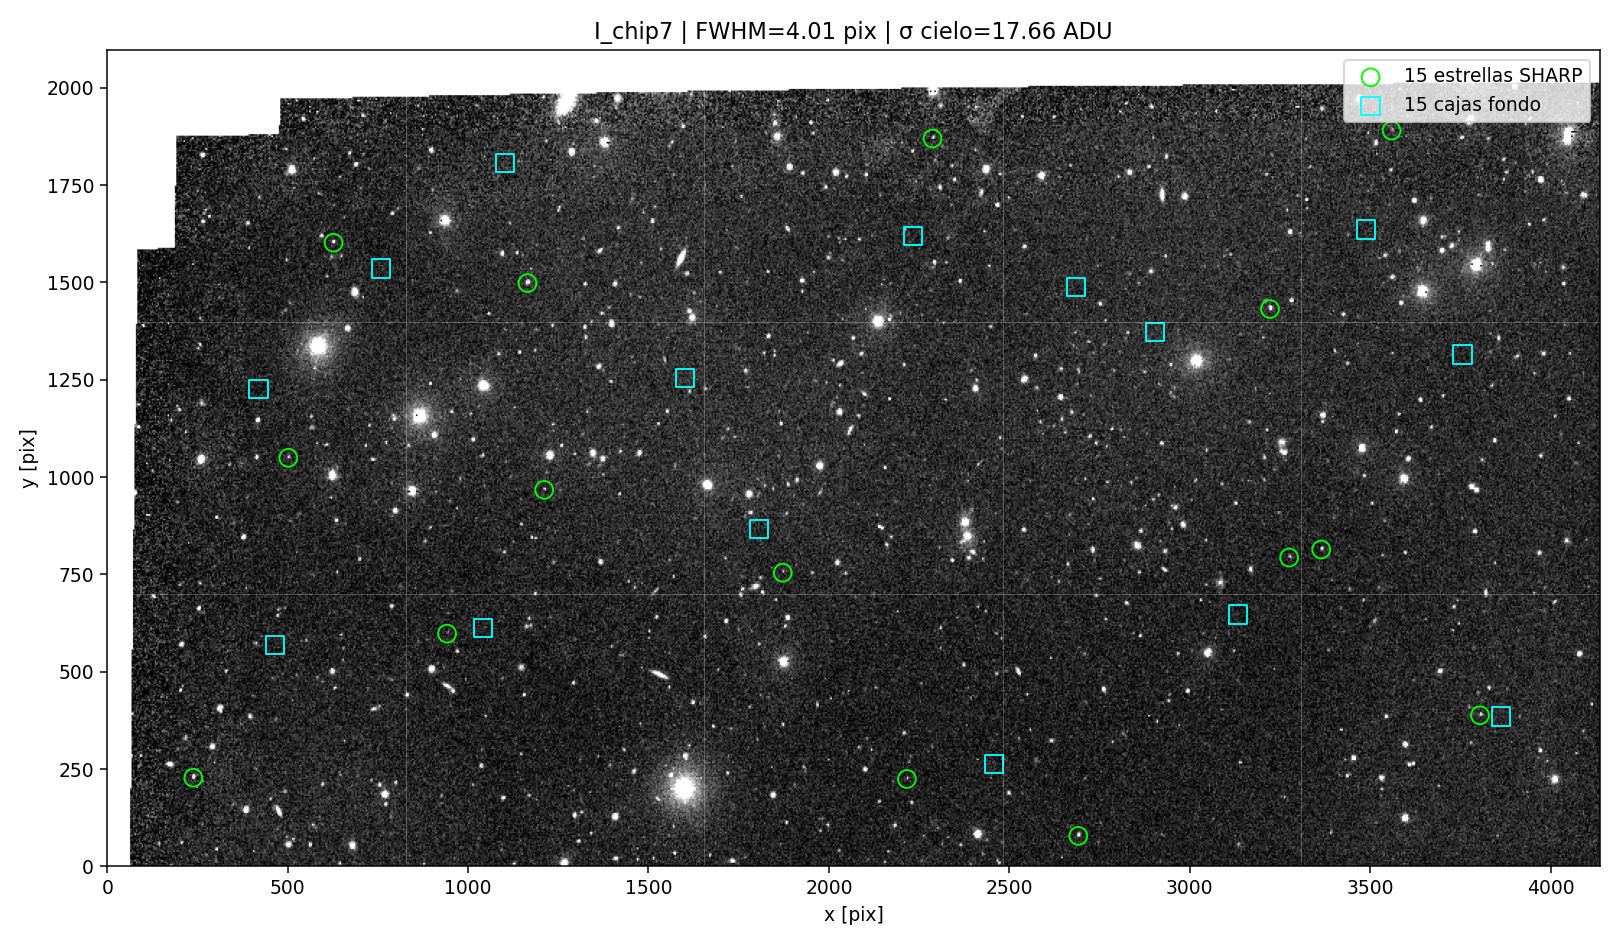 I_chip7 | FWHM=4.01 pix | σ cielo=17.66 ADU
15 estrellas SHARP
15 cajas fondo
y [pix]
2000
1750
1500
1250
1000
750
500
250
0
0 500 1000 1500 2000 2500 3000 3500 4000
x [pix]